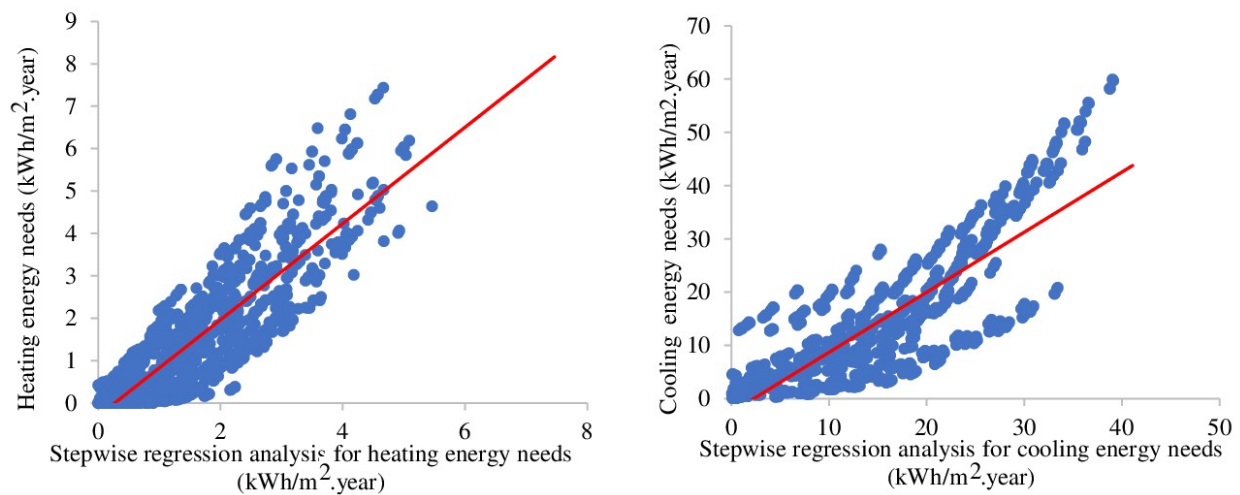 Heating energy needs (kWh/m².year)
9
8
7
6
5
4
3
2
1
0
0 2 4 6 8
Stepwise regression analysis for heating energy needs
(kWh/m².year)
Cooling energy needs (kWh/m2.year)
70
60
50
40
30
20
10
0
0 10 20 30 40 50
Stepwise regression analysis for cooling energy needs
(kWh/m².year)